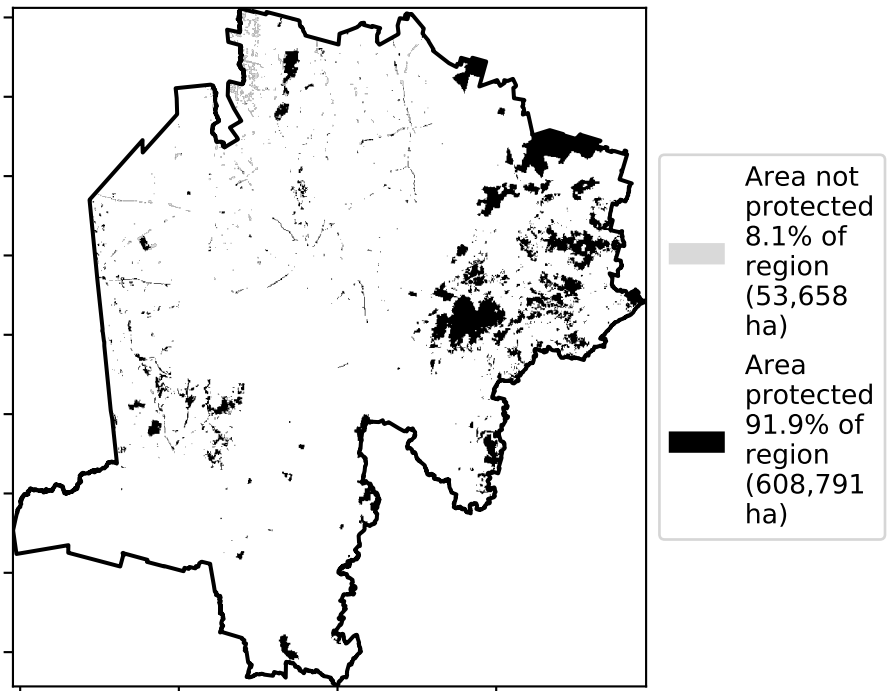 Area not
protected
8.1% of
region
(53,658
ha)
Area
protected
91.9% of
region
(608,791
ha)